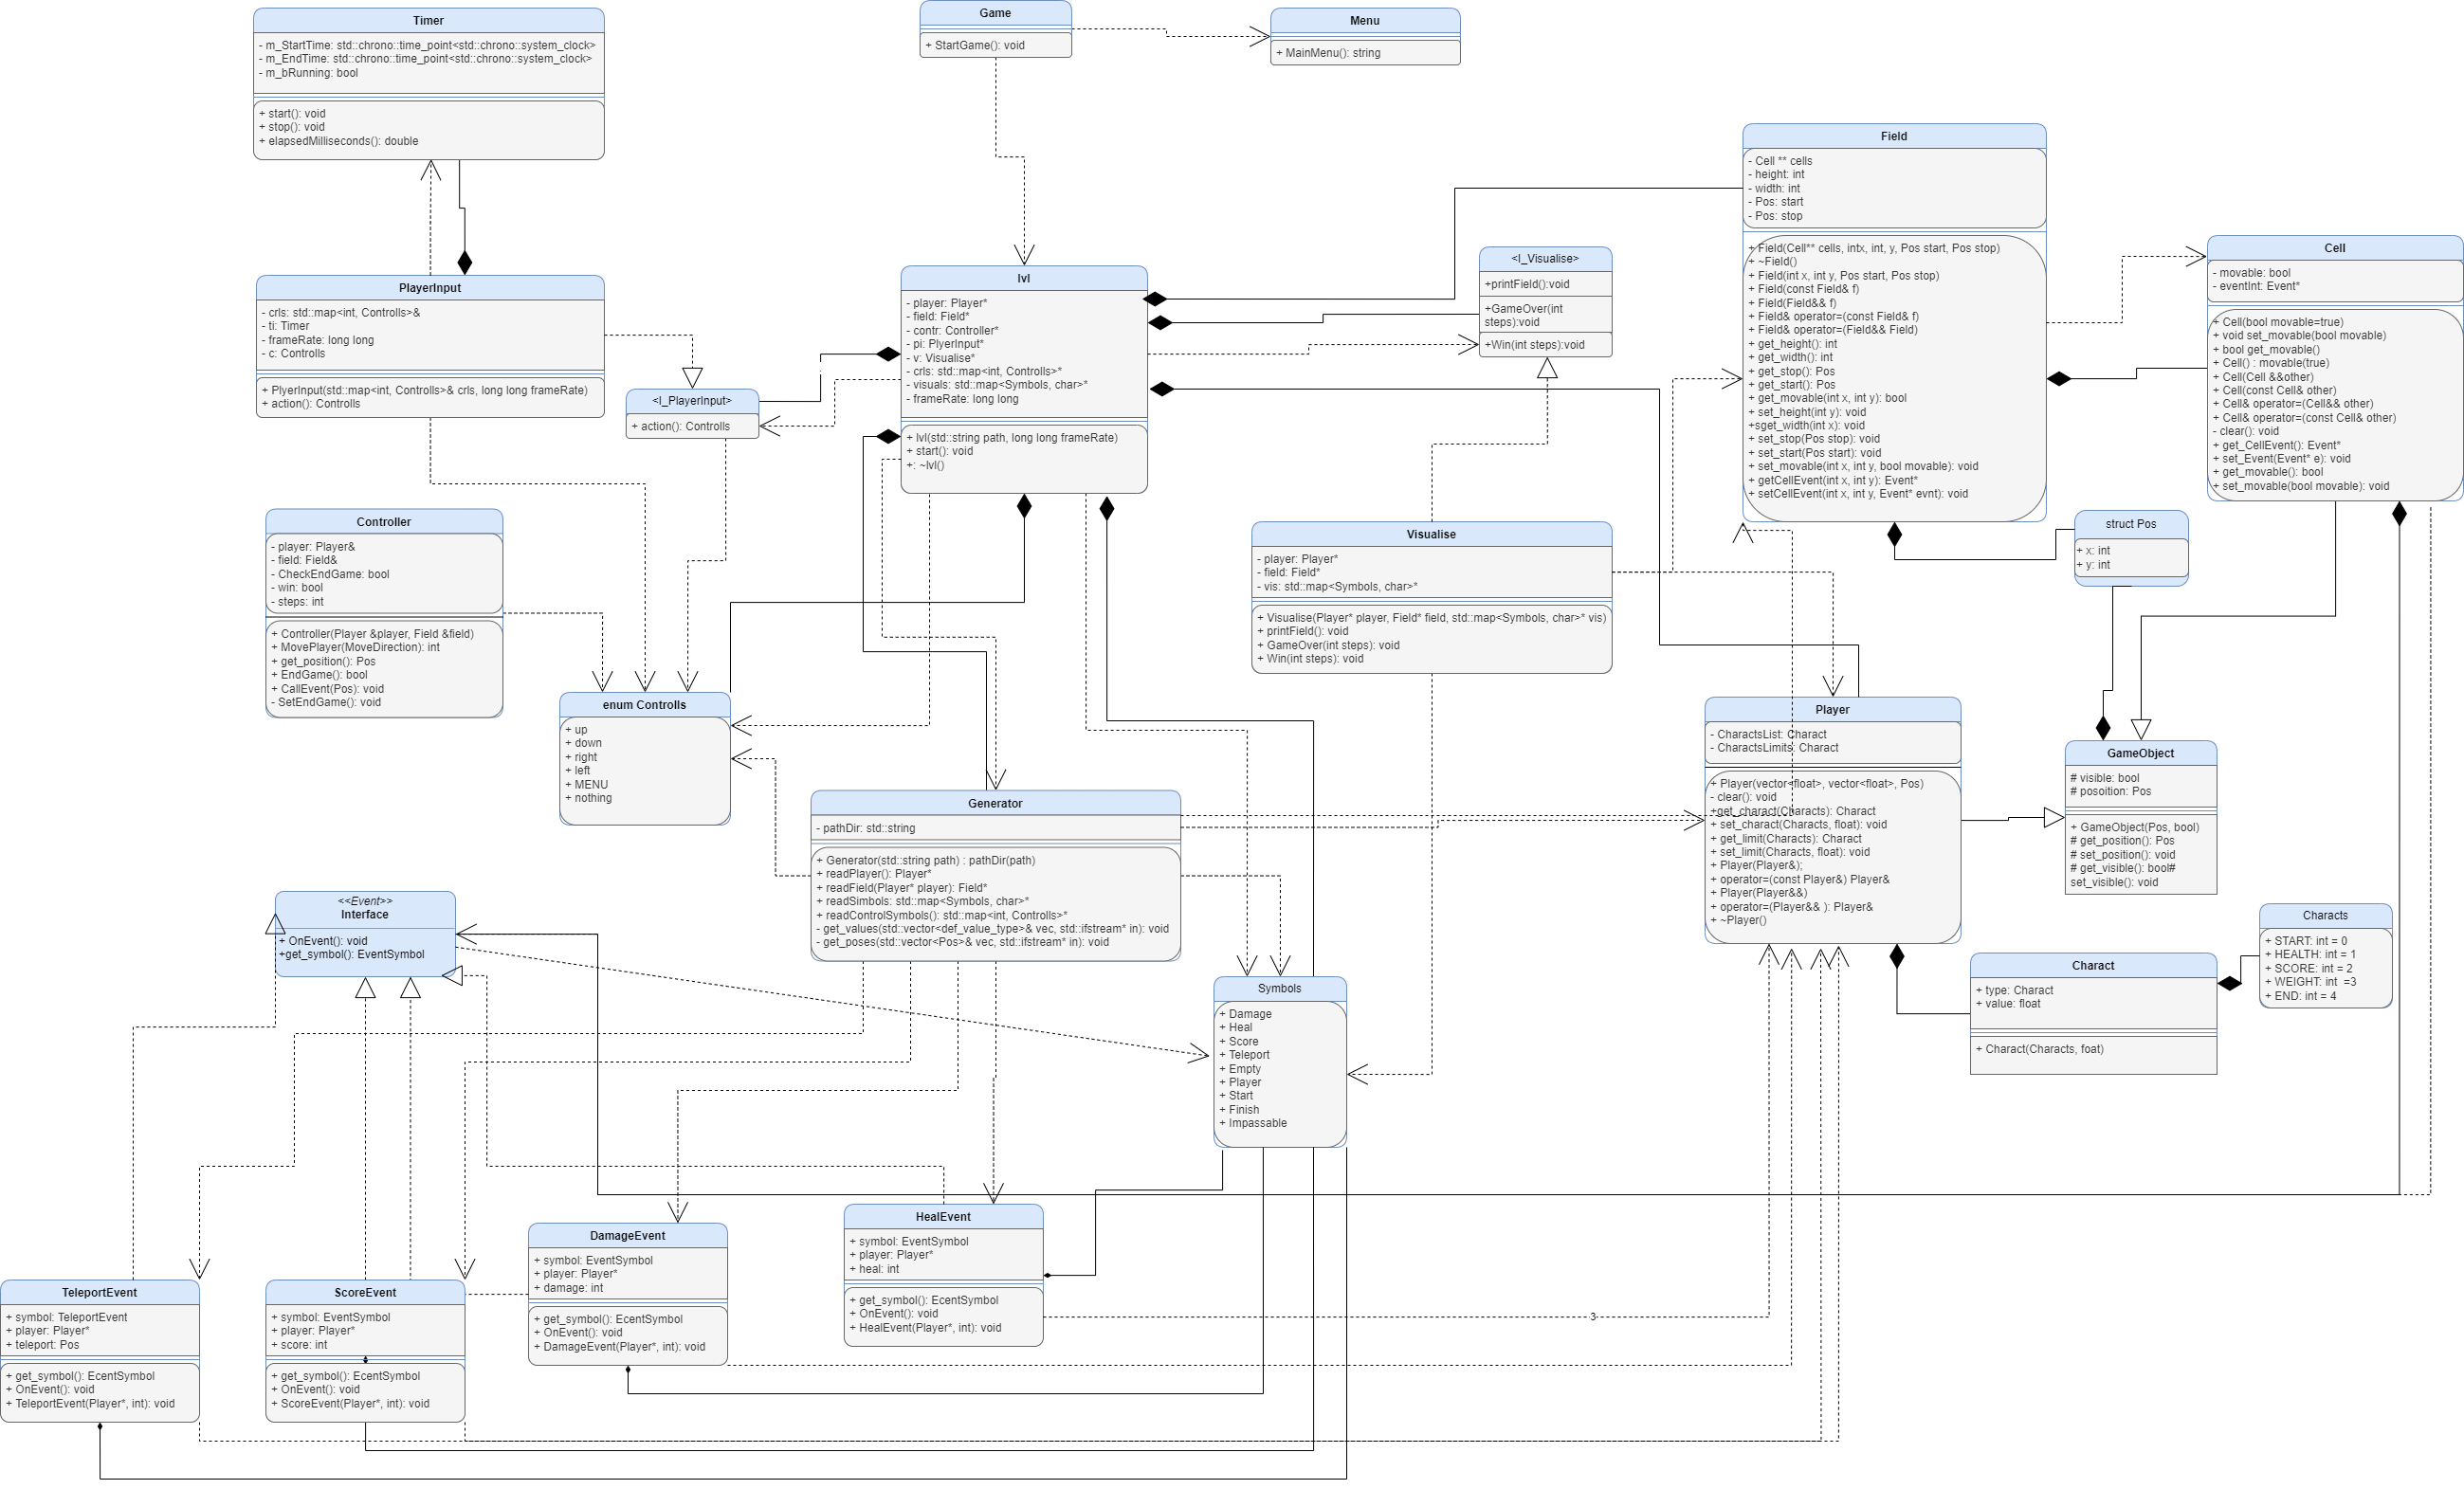 Timer
- m_StartTime: std::chrono::time_point<std::chrono::system_clock>
- m_EndTime: std::chrono::time_point<std::chrono::system_clock>
- m_bRunning: bool
+ start(): void
+ stop(): void
+ elapsedMilliseconds(): double
Game
+ StartGame(): void
Menu
+ MainMenu(): string
Field
- Cell ** cells
- height: int
- width: int
- Pos: start
- Pos: stop
+ Field(Cell** cells, intx, int, y, Pos start, Pos stop)
+ ~Field()
+ Field(int x, int y, Pos start, Pos stop)
+ Field(const Field& f)
+ Field(Field&& f)
+ Field& operator=(const Field& f)
+ Field& operator=(Field&& Field)
+ get_height(): int
+ get_width(): int
+ get_stop(): Pos
+ get_start(): Pos
+ get_movable(int x, int y): bool
+ set_height(int y): void
+sget_width(int x): void
+ set_stop(Pos stop): void
+ set_start(Pos start): void
+ set_movable(int x, int y, bool movable): void
+ getCellEvent(int x, int y): Event*
+ setCellEvent(int x, int y, Event* evnt): void
Cell
- movable: bool
- eventInt: Event*
+ Cell(bool movable=true)
+ void set_movable(bool movable)
+ bool get_movable()
+ Cell() : movable(true)
+ Cell(Cell &&other)
+ Cell(const Cell& other)
+ Cell& operator=(Cell&& other)
+ Cell& operator=(const Cell& other)
- clear(): void
+ get_CellEvent(): Event*
+ set_Event(Event* e): void
+ get_movable(): bool
+ set_movable(bool movable): void
PlayerInput
- crls: std::map<int, Controlls>&
- ti: Timer
- frameRate: long long
- c: Controlls
+ PlyerInput(std::map<int, Controlls>& crls, long long frameRate)
+ action(): Controlls
<I_PlayerInput>
+ action(): Controlls
lvl
- player: Player*
- field: Field*
- contr: Controller*
- pi: PlyerInput*
- v: Visualise*
- crls: std::map<int, Controlls>*
- visuals: std::map<Symbols, char>*
- frameRate: long long
+ lvl(std::string path, long long frameRate)
+ start(): void
+: ~lvl()
<I_Visualise>
+printField():void
+GameOver(int
steps):void
+Win(int steps):void
Controller
- player: Player&
- field: Field&
- CheckEndGame: bool
- win: bool
- steps: int
+ Controller(Player &player, Field &field)
+ MovePlayer(MoveDirection): int
+ get_position(): Pos
+ EndGame(): bool
+ CallEvent(Pos): void
- SetEndGame(): void
Visualise
- player: Player*
- field: Field*
- vis: std::map<Symbols, char>*
+ Visualise(Player* player, Field* field, std::map<Symbols, char>* vis)
+ printField(): void
+ GameOver(int steps): void
+ Win(int steps): void
struct Pos
+ x: int
+ y: int
enum Controlls
+ up
+ down
+ right
+ left
+ MENU
+ nothing
Player
- CharactsList: Charact
- CharactsLimits: Charact
+ Player(vector<float>, vector<float>, Pos)
- clear(): void
+get_charact(Characts): Charact
+ set_charact(Characts, float): void
+ get_limit(Characts): Charact
+ set_limit(Characts, float): void
+ Player(Player&);
+ operator=(const Player&) Player&
+ Player(Player&&)
+ operator=(Player&& ): Player&
+ ~Player()
GameObject
# visible: bool
# posoition: Pos
+ GameObject(Pos, bool)
# get_position(): Pos
# set_position(): void
# get_visible(): bool#
set_visible(): void
Generator
- pathDir: std::string
+ Generator(std::string path) : pathDir(path)
+ readPlayer(): Player*
+ readField(Player* player): Field*
+ readSimbols: std::map<Symbols, char>*
+ readControlSymbols(): std::map<int, Controlls>*
- get_values(std::vector<def_value_type>& vec, std::ifstream* in): void
- get_poses(std::vector<Pos>& vec, std::ifstream* in): void
<<Event>>
Interface
+ OnEvent(): void
+get_symbol(): EventSymbol
Characts
+ START: int = 0
+ HEALTH: int = 1
+ SCORE: int = 2
+ WEIGHT: int  =3
+ END: int = 4
Charact
+ type: Charact
+ value: float
+ Charact(Characts, foat)
Symbols
+ Damage
+ Heal
+ Score
+ Teleport
+ Empty
+ Player
+ Start
+ Finish
+ Impassable
HealEvent
+ symbol: EventSymbol
+ player: Player*
+ heal: int
+ get_symbol(): EcentSymbol
+ OnEvent(): void
+ HealEvent(Player*, int): void
3
DamageEvent
+ symbol: EventSymbol
+ player: Player*
+ damage: int
+ get_symbol(): EcentSymbol
+ OnEvent(): void
+ DamageEvent(Player*, int): void
TeleportEvent
+ symbol: TeleportEvent
+ player: Player*
+ teleport: Pos
+ get_symbol(): EcentSymbol
+ OnEvent(): void
+ TeleportEvent(Player*, int): void
ScoreEvent
+ symbol: EventSymbol
+ player: Player*
+ score: int
+ get_symbol(): EcentSymbol
+ OnEvent(): void
+ ScoreEvent(Player*, int): void